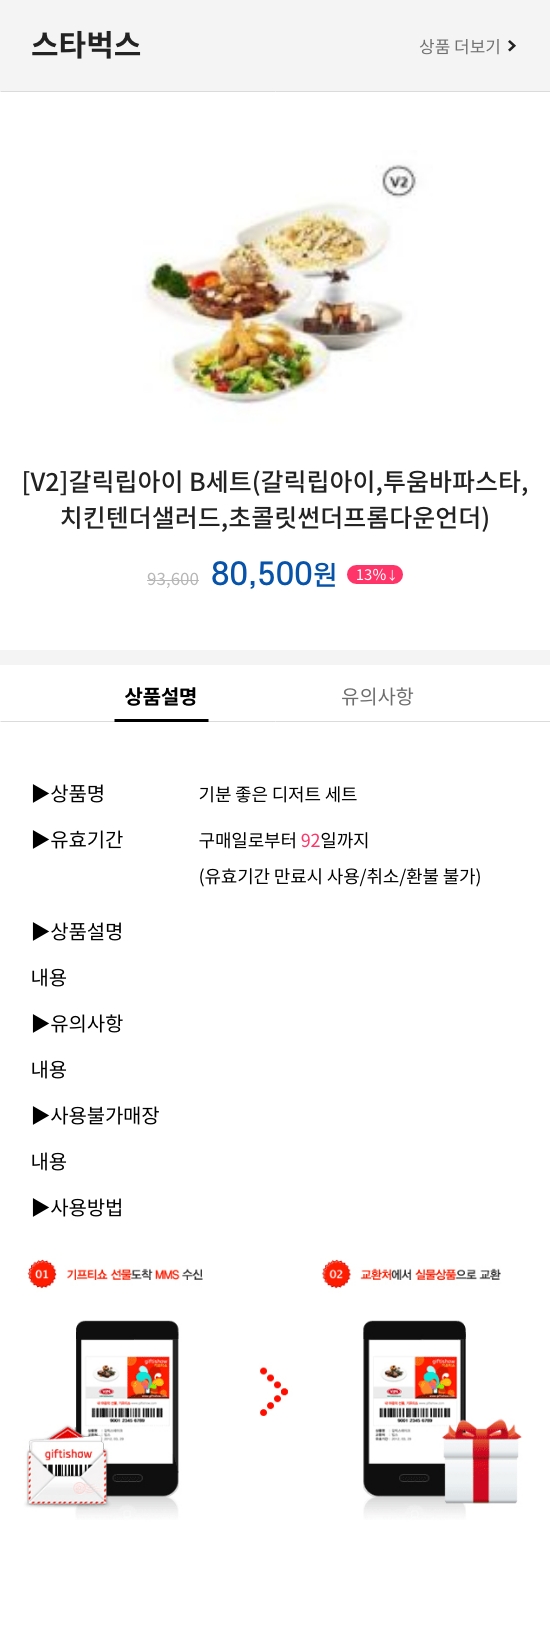 스타벅스
상품 더보기
V2
[V2]갈릭립아이 B세트(갈릭립아이,투움바파스타,
치킨텐더샐러드,초콜릿썬더프롬다운언더)
93,600 80,500원 13%↓
상품설명 유의사항
▶상품명 기분 좋은 디저트 세트
▶유효기간 구매일로부터 92일까지
(유효기간 만료시 사용/취소/환불 불가)
▶상품설명
내용
▶유의사항
내용
▶사용불가매장
내용
▶사용방법
01 기프티쇼 선물도착 MMS 수신
02 교환처에서 실물상품으로 교환
giftishow
9001 2345 6789
giftishow
giftishow
9001 2345 6789